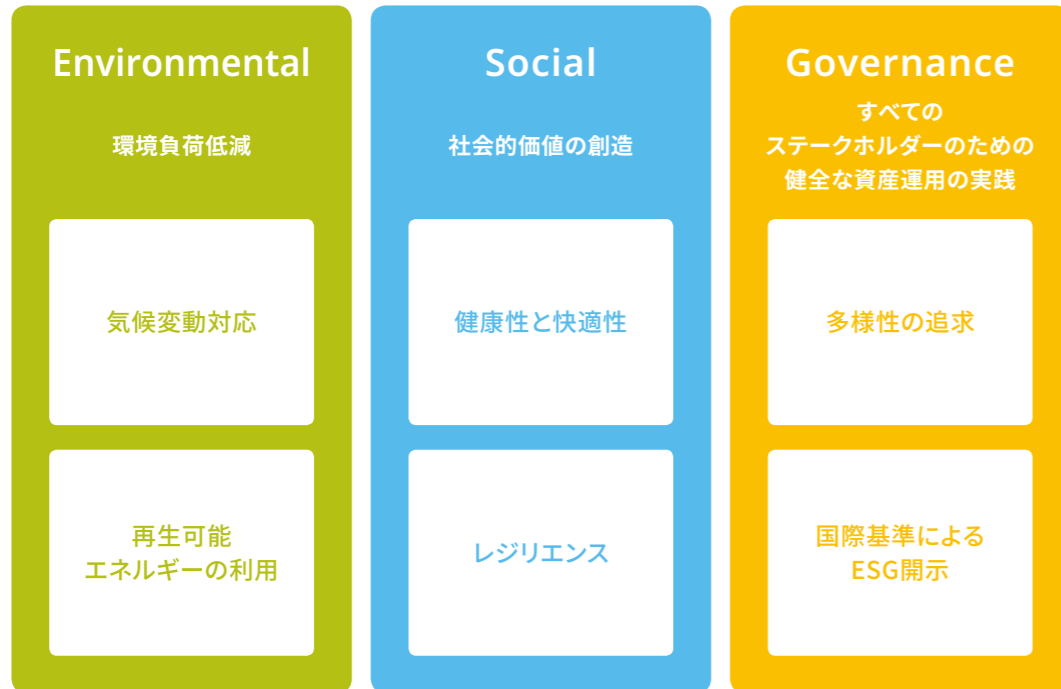 Environmental
環境負荷低減
気候変動対応
再生可能
エネルギーの利用
Social
社会的価値の創造
健康性と快適性
レジリエンス
Governance
すべての
ステークホルダーのための
健全な資産運用の実践
多様性の追求
国際基準による
ESG開示